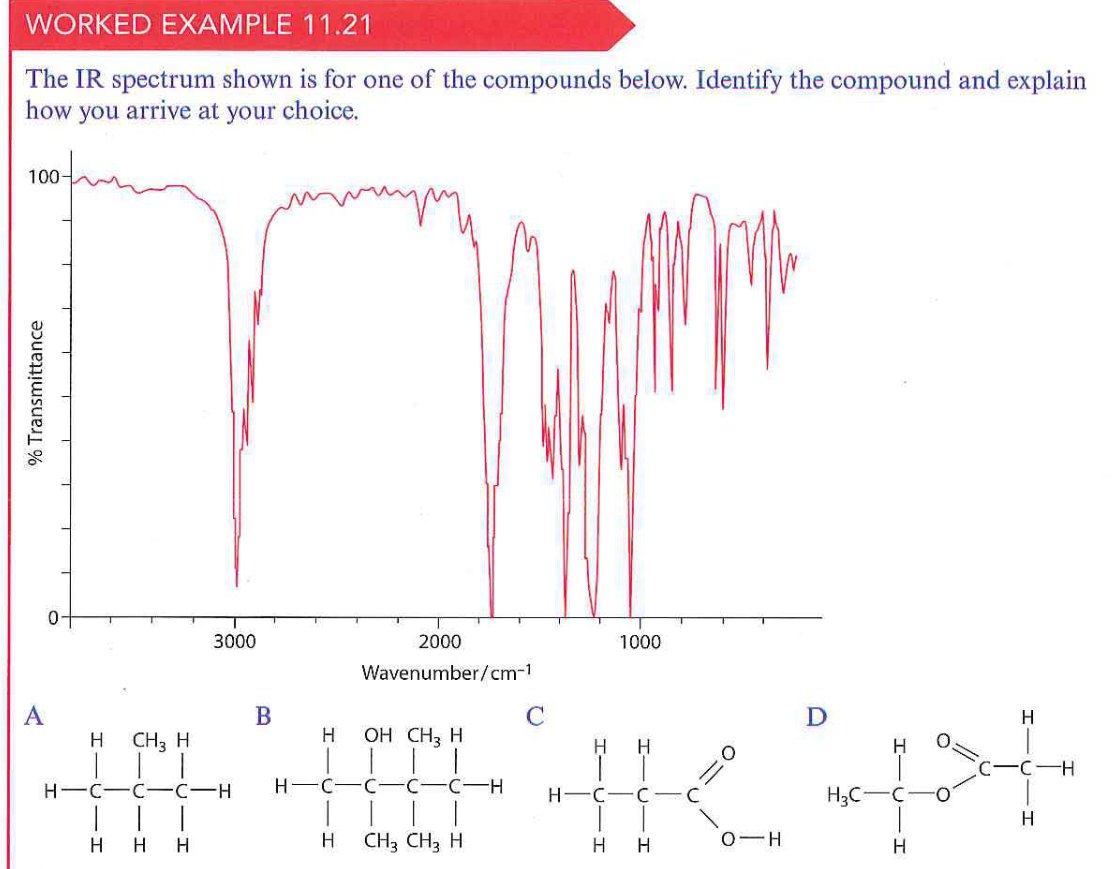 WORKED EXAMPLE 11.21
The IR spectrum shown is for one of the compounds below. Identify the compound and explain
how you arrive at your choice.
100
% Transmittance
0
3000 2000 1000
Wavenumber/cm⁻¹
A B C D
H CH₃ H
H—C—C—C—H
H H H
H OH CH₃ H
H—C—C—C—C—H
H CH₃ CH₃ H
H H O
H—C—C—C
H H O—H
H
H O
C—C—H
H₃C—C—O
H
H